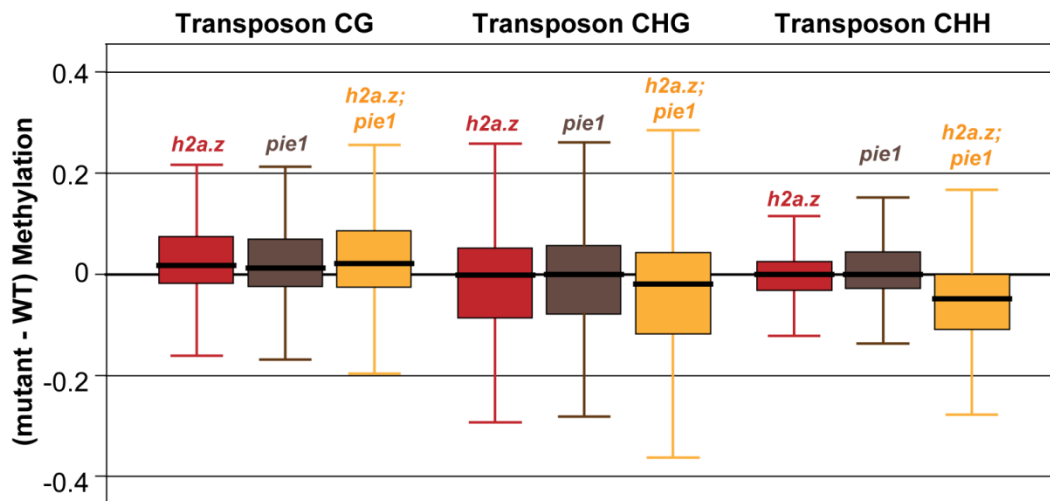 Transposon CG Transposon CHG Transposon CHH
(mutant - WT) Methylation
0.4
0.2
0
-0.2
-0.4
h2a.z
pie1
h2a.z;
pie1
h2a.z
pie1
h2a.z;
pie1
h2a.z
pie1
h2a.z;
pie1